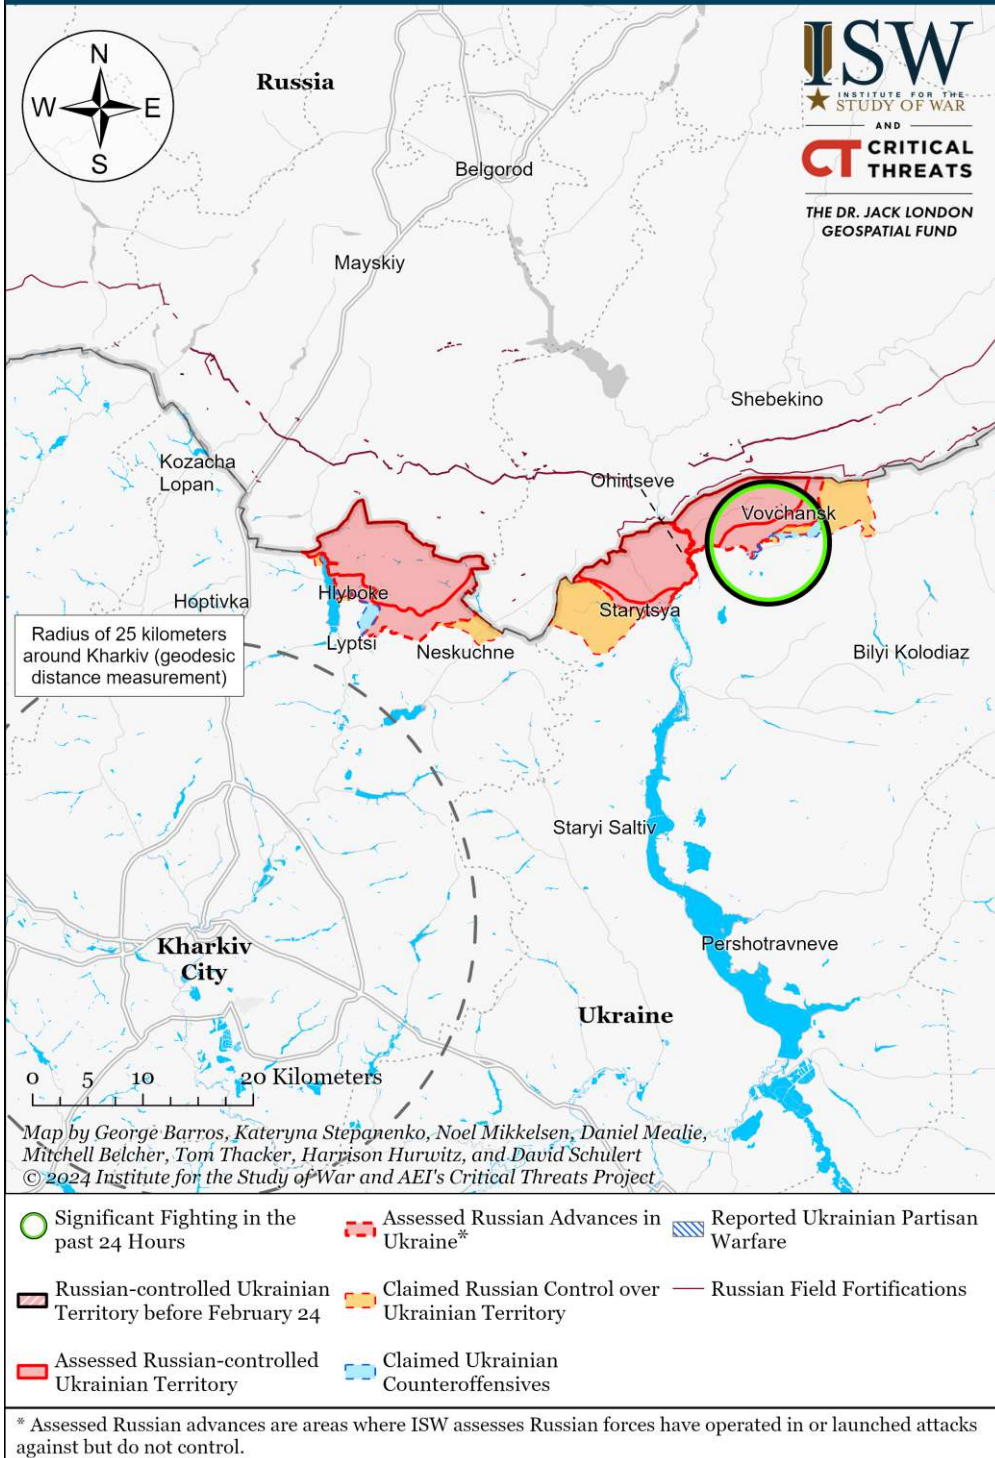 N
W
E
S
Russia
ISW
INSTITUTE FOR THE
STUDY OF WAR
AND
CT CRITICAL
THREATS
THE DR. JACK LONDON
GEOSPATIAL FUND
Belgorod
Mayskiy
Shebekino
Kozacha
Lopan
Ohirtseve
Vovchansk
Hlyboke
Hoptivka
Starytsya
Radius of 25 kilometers
around Kharkiv (geodesic
distance measurement)
Lyptsi
Neskuchne
Bilyi Kolodiaz
Staryi Saltiv
Kharkiv
City
Pershotravneve
Ukraine
0 5 10 20 Kilometers
Map by George Barros, Kateryna Stepanenko, Noel Mikkelsen, Daniel Mealie,
Mitchell Belcher, Tom Thacker, Harrison Hurwitz, and David Schulert
© 2024 Institute for the Study of War and AEI's Critical Threats Project
Significant Fighting in the
past 24 Hours
Russian-controlled Ukrainian
Territory before February 24
Assessed Russian-controlled
Ukrainian Territory
Assessed Russian Advances in
Ukraine*
Claimed Russian Control over
Ukrainian Territory
Claimed Ukrainian
Counteroffensives
Reported Ukrainian Partisan
Warfare
Russian Field Fortifications
* Assessed Russian advances are areas where ISW assesses Russian forces have operated in or launched attacks
against but do not control.